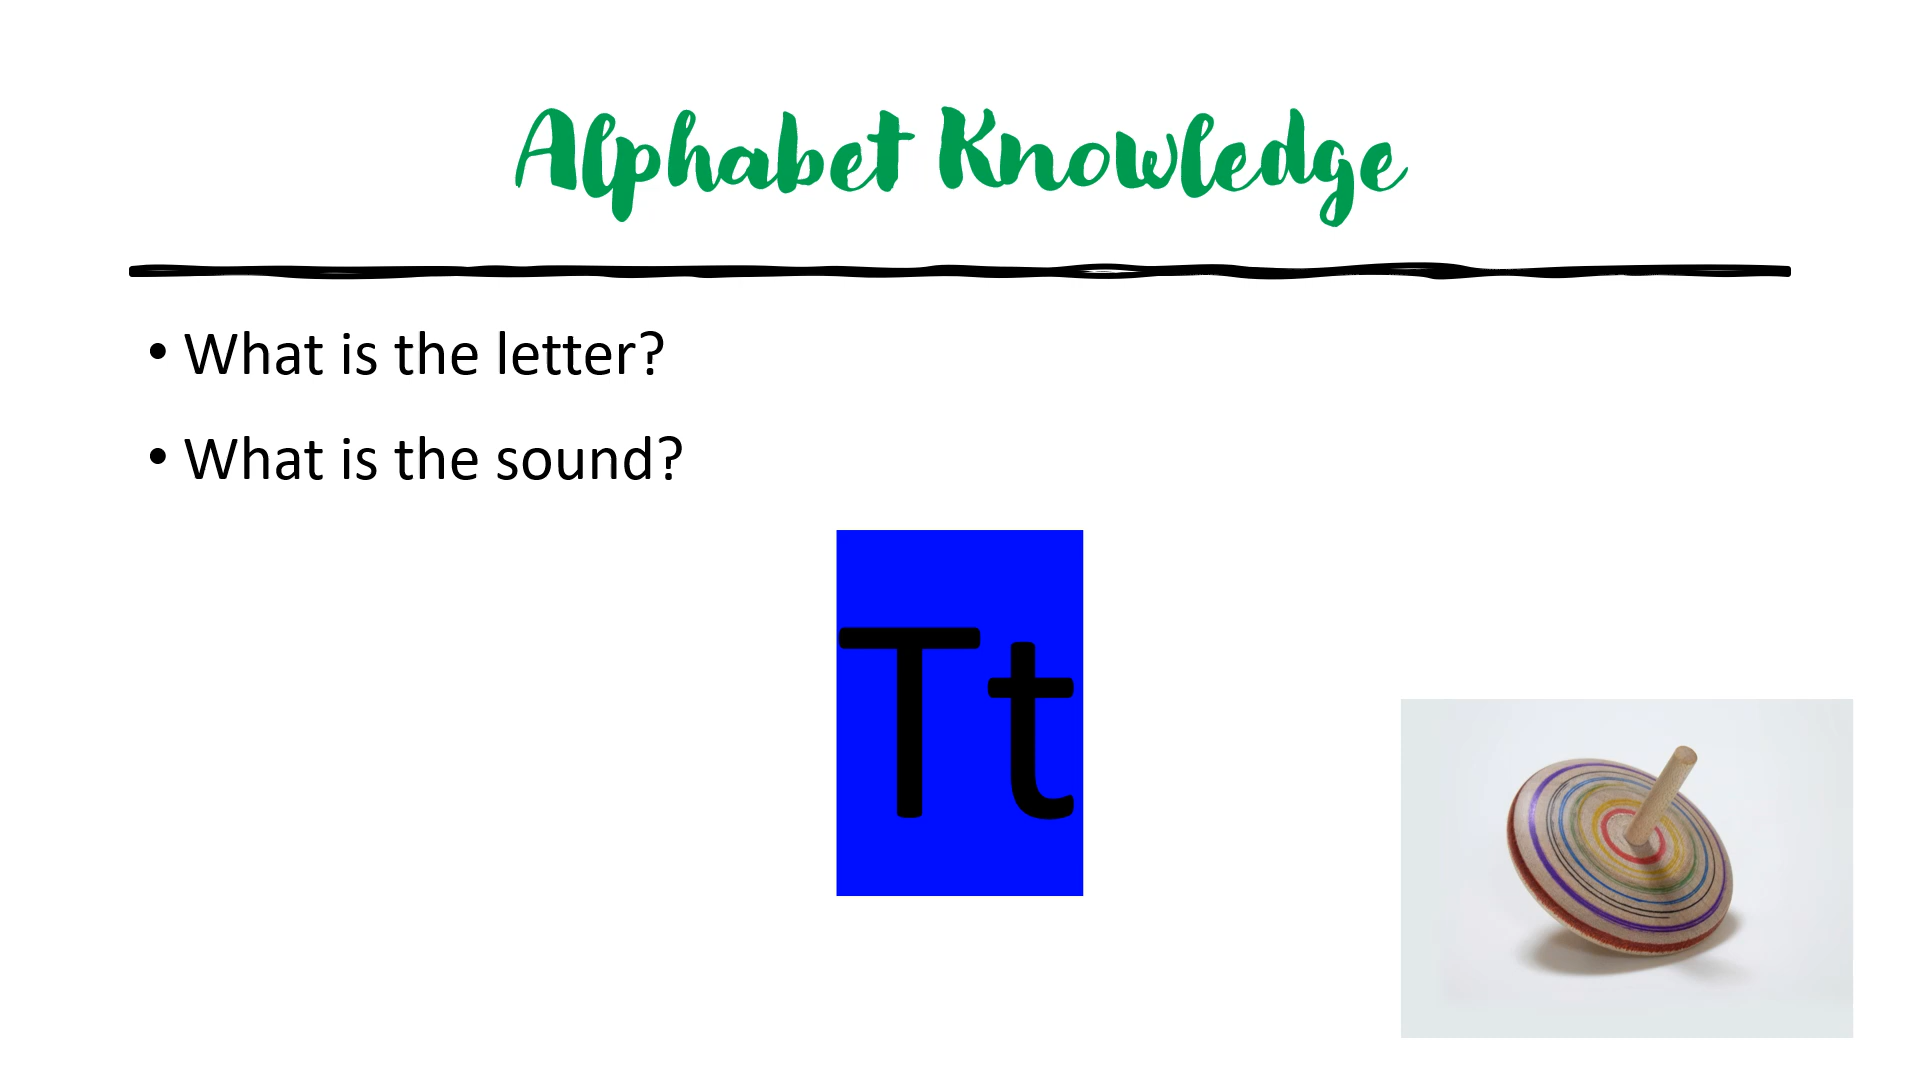 Alphabet Knowledge
• What is the letter?
• What is the sound?
Tt